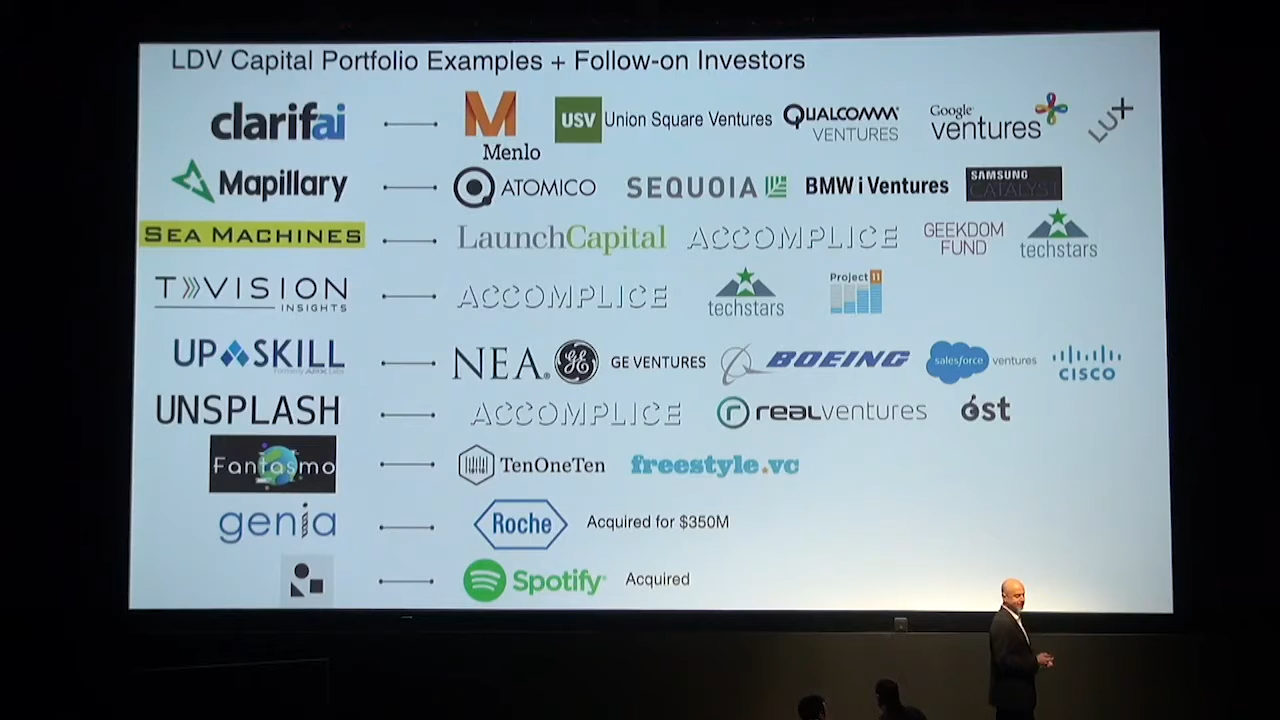 LDV Capital Portfolio Examples + Follow-on Investors
clarifai M Menlo USV Union Square Ventures QUALCOMM VENTURES Google ventures LUX
Mapillary ATOMICO SEQUOIA BMW i Ventures SAMSUNG CATALYST
SEA MACHINES LaunchCapital ACCOMPLICE GEEKDOM FUND techstars
TVISION INSIGHTS ACCOMPLICE techstars Project 11
UPSKILL NEA GE GE VENTURES BOEING salesforce ventures CISCO
UNSPLASH ACCOMPLICE realventures óst
Fantasmo TenOneTen freestyle.vc
genia Roche Acquired for $350M
Spotify Acquired